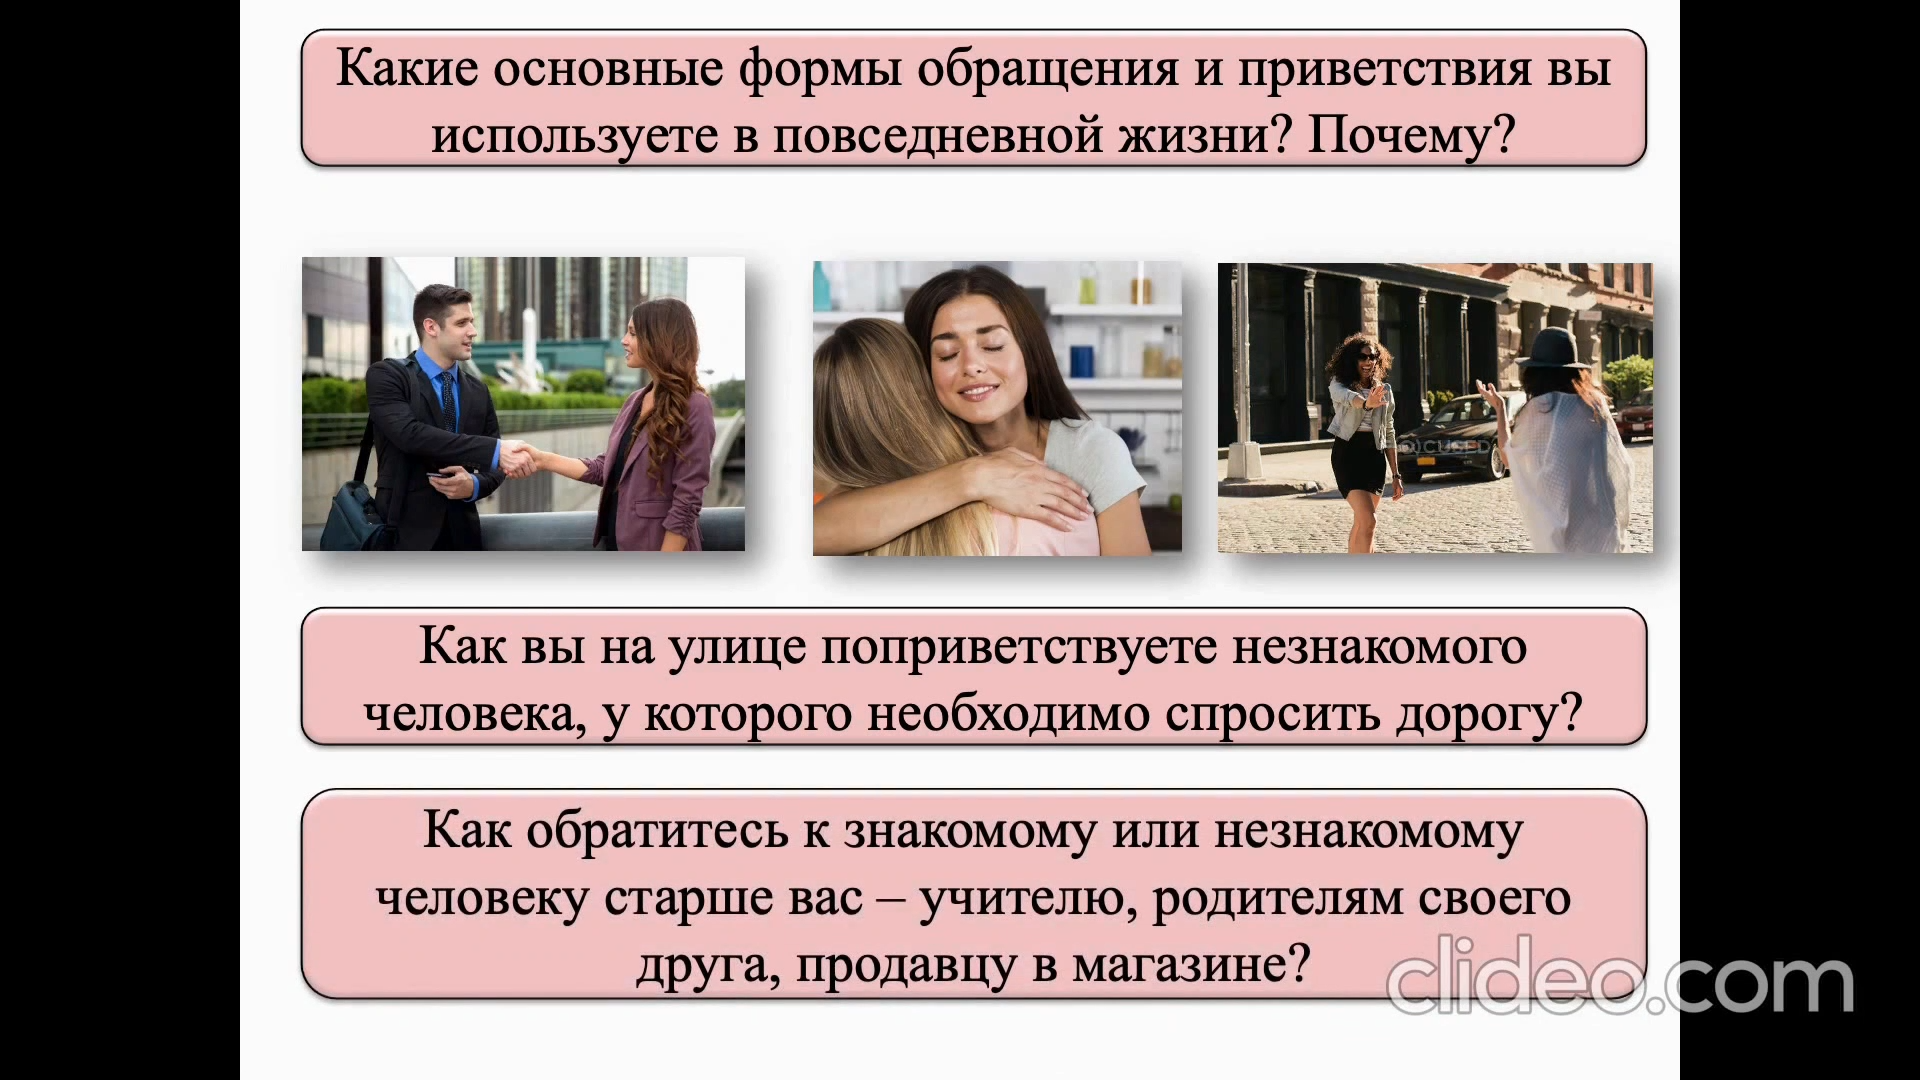 Какие основные формы обращения и приветствия вы
используете в повседневной жизни? Почему?
Как вы на улице поприветствуете незнакомого
человека, у которого необходимо спросить дорогу?
Как обратитесь к знакомому или незнакомому
человеку старше вас – учителю, родителям своего
друга, продавцу в магазине?
clideo.com